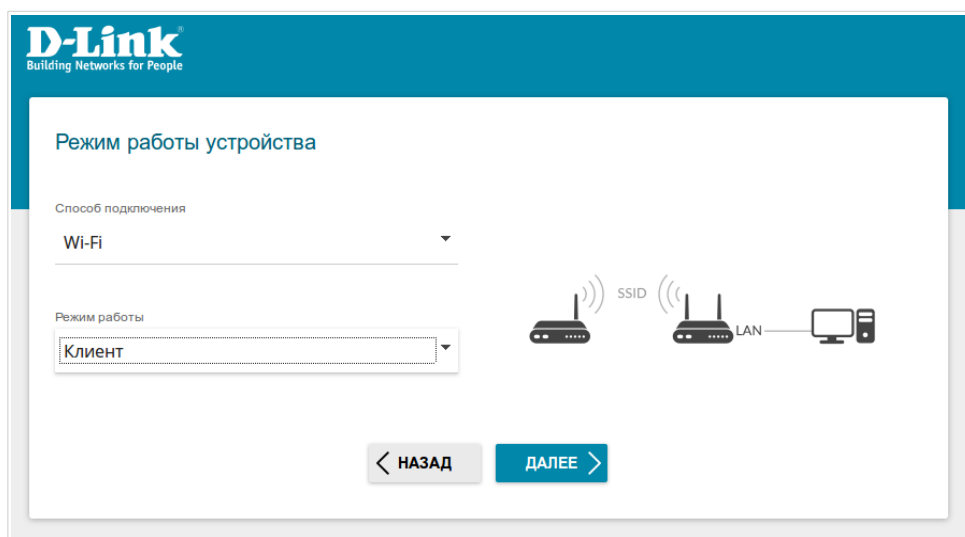 D-Link
Building Networks for People
Режим работы устройства
Способ подключения
Wi-Fi
SSID
Режим работы
LAN
Клиент
НАЗАД
ДАЛЕЕ